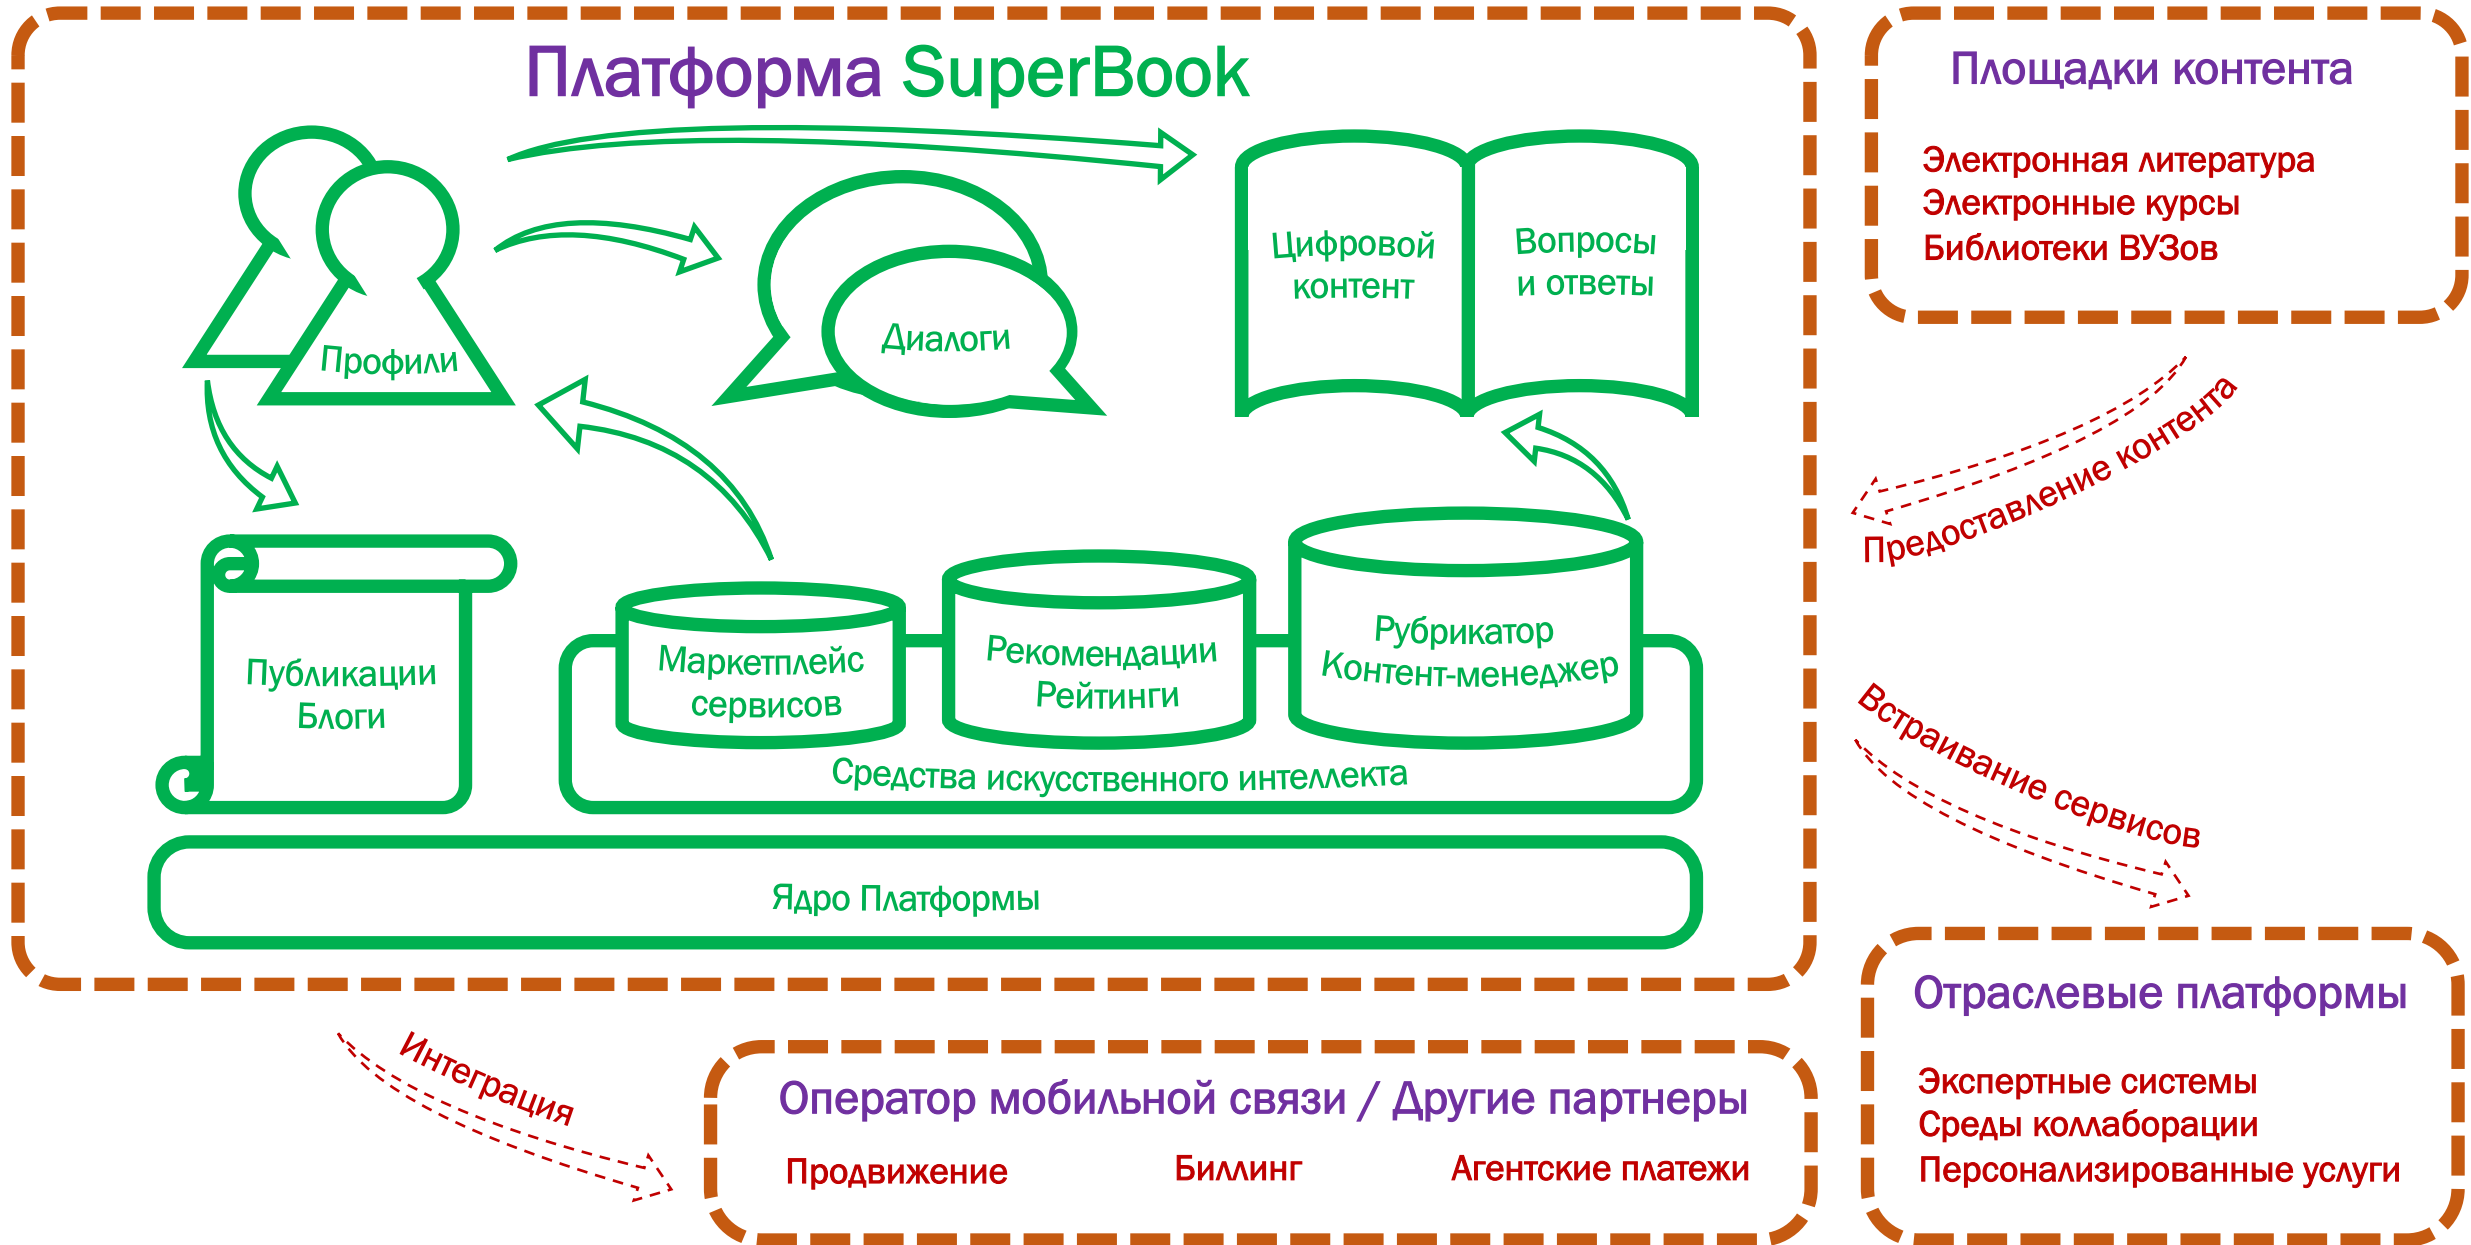 Платформа SuperBook
Профили
Диалоги
Цифровой
контент
Вопросы
и ответы
Публикации
Блоги
Маркетплейс
сервисов
Рекомендации
Рейтинги
Рубрикатор
Контент-менеджер
Средства искусственного интеллекта
Ядро Платформы
Площадки контента
Электронная литература
Электронные курсы
Библиотеки ВУЗов
Предоставление контента
Встраивание сервисов
Отраслевые платформы
Экспертные системы
Среды коллаборации
Персонализированные услуги
Интеграция
Оператор мобильной связи / Другие партнеры
Продвижение
Биллинг
Агентские платежи